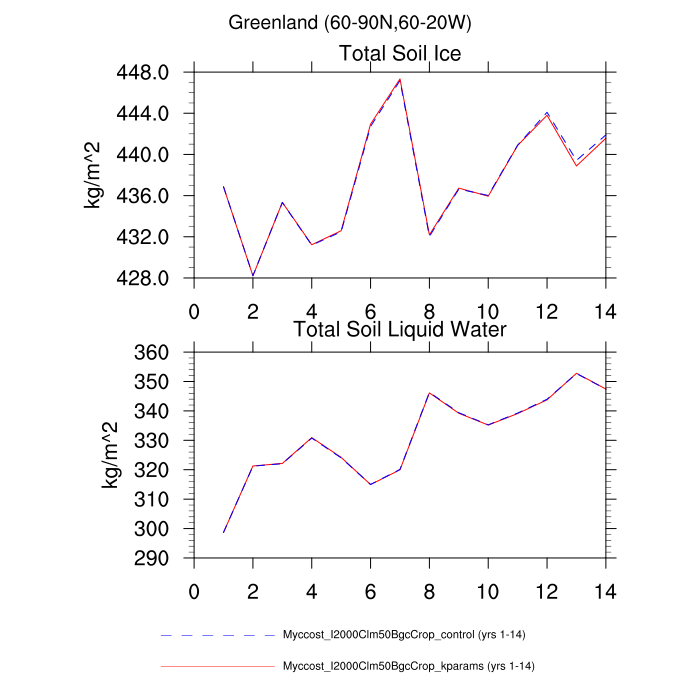 Greenland (60-90N,60-20W)
Total Soil Ice
448.0
444.0
440.0
436.0
432.0
428.0
kg/m^2
0 2 4 6 8 10 12 14
Total Soil Liquid Water
360
350
340
330
320
310
300
290
kg/m^2
0 2 4 6 8 10 12 14
Myccost_I2000Clm50BgcCrop_control (yrs 1-14)
Myccost_I2000Clm50BgcCrop_kparams (yrs 1-14)